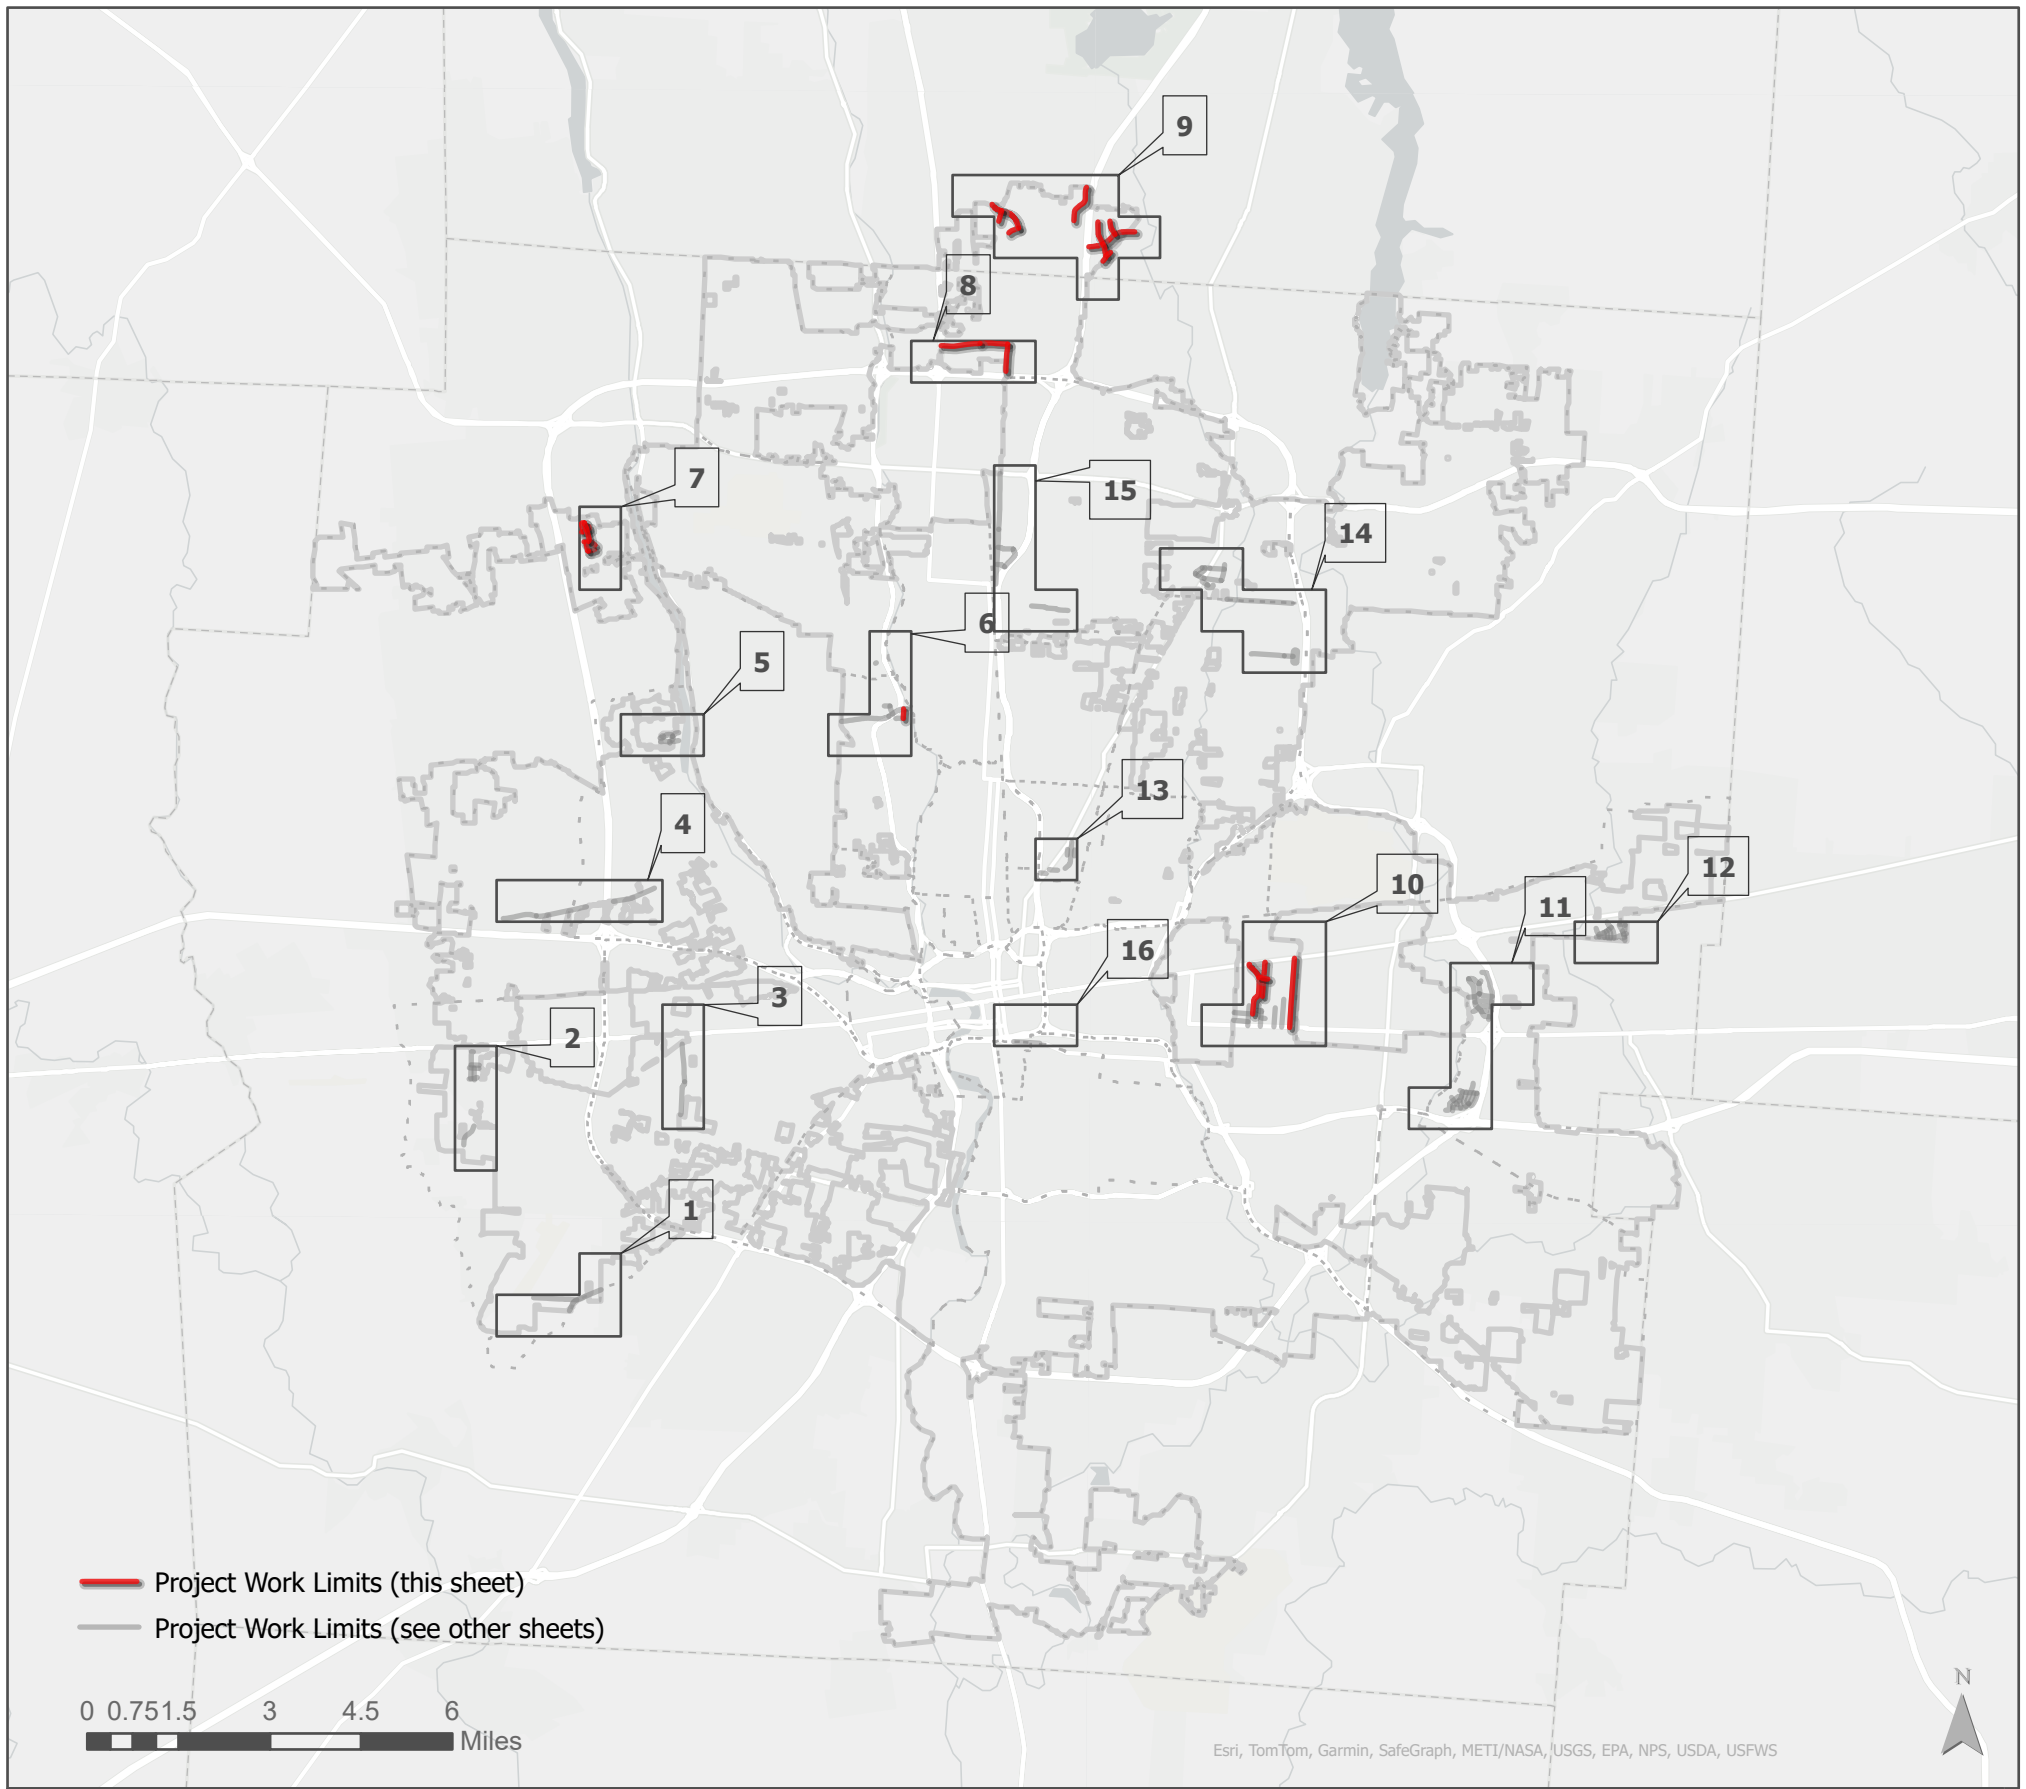 9
8
7
15
14
6
5
13
4
12
10
11
16
3
2
1
Project Work Limits (this sheet)
Project Work Limits (see other sheets)
0 0.75 1.5 3 4.5 6
Miles
N
Esri, TomTom, Garmin, SafeGraph, METI/NASA, USGS, EPA, NPS, USDA, USFWS